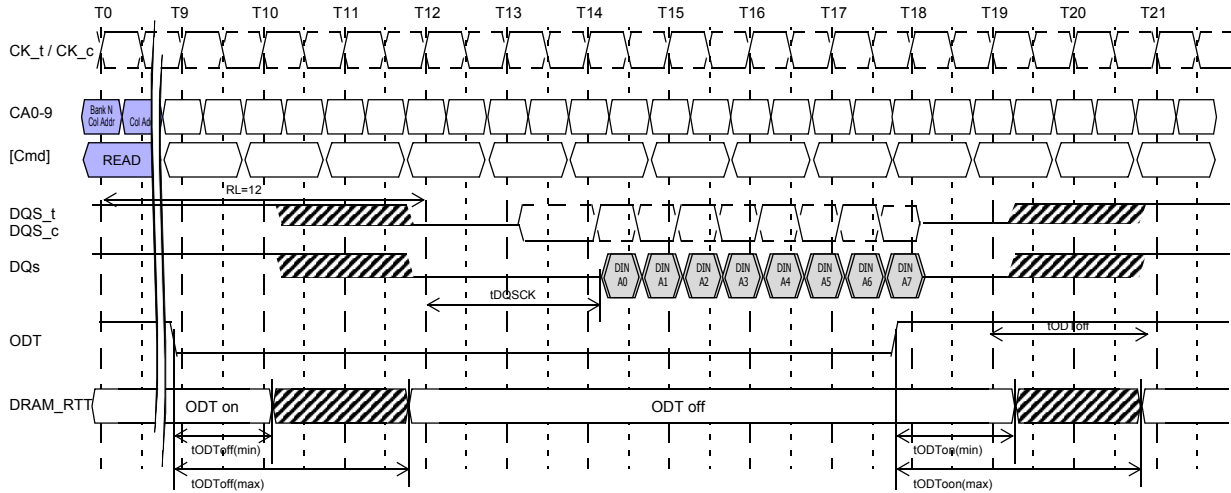 T0 T9 T10 T11 T12 T13 T14 T15 T16 T17 T18 T19 T20 T21
CK_t / CK_c
CA0-9
Bank N
Col Addr
Col Add
[Cmd]
READ
RL=12
DQS_t
DQS_c
DQs
DIN A0
DIN A1
DIN A2
DIN A3
DIN A4
DIN A5
DIN A6
DIN A7
tDQSCK
ODT
tODToff
DRAM_RTT
ODT on
ODT off
tODToff(min)
tODTon(min)
tODToff(max)
tODToon(max)